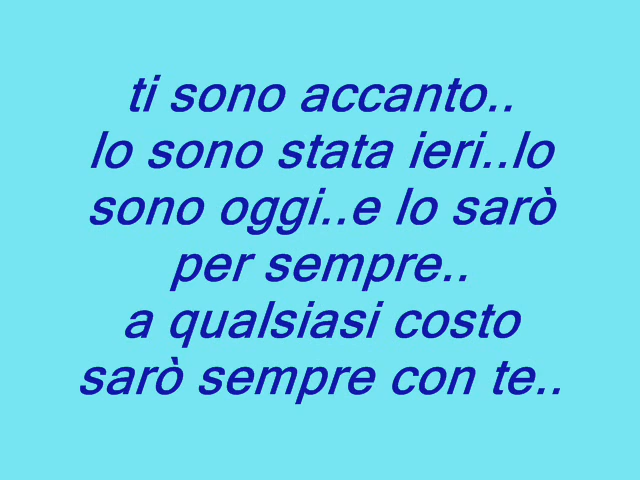 ti sono accanto..
lo sono stata ieri..lo
sono oggi..e lo sarò
per sempre..
a qualsiasi costo
sarò sempre con te..